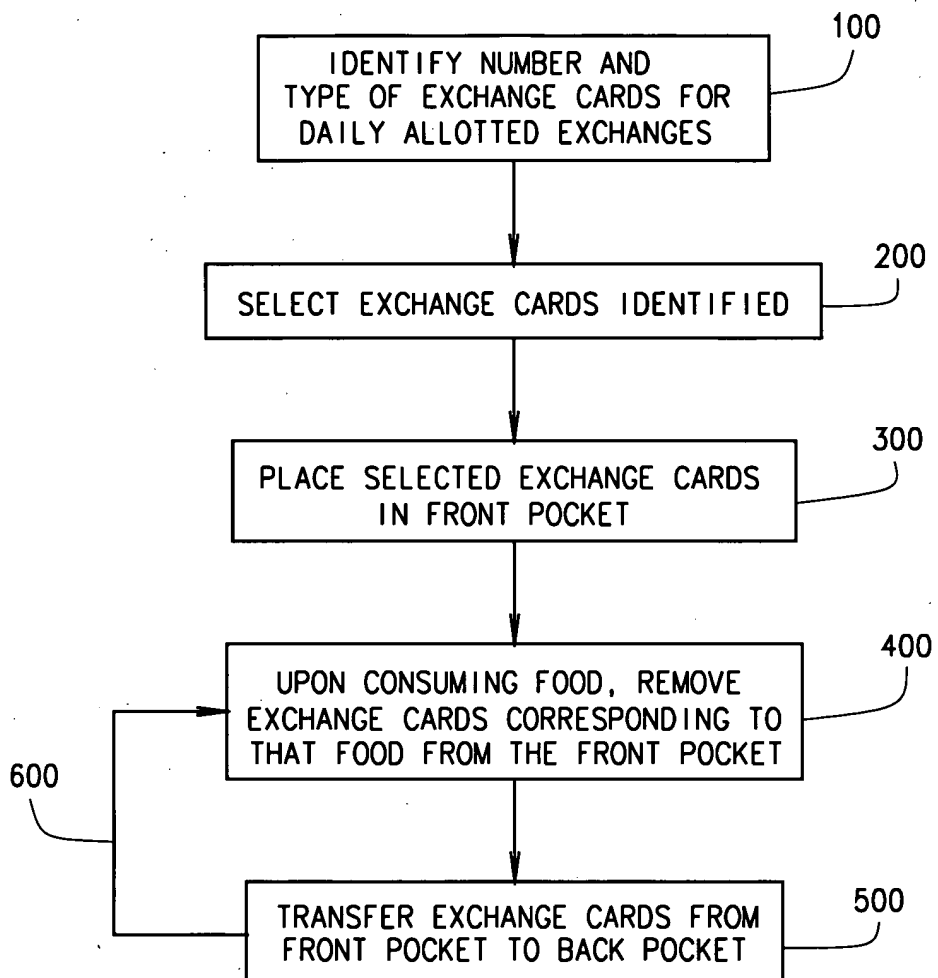 100
IDENTIFY NUMBER AND
TYPE OF EXCHANGE CARDS FOR
DAILY ALLOTTED EXCHANGES
200
SELECT EXCHANGE CARDS IDENTIFIED
300
PLACE SELECTED EXCHANGE CARDS
IN FRONT POCKET
400
UPON CONSUMING FOOD, REMOVE
EXCHANGE CARDS CORRESPONDING TO
THAT FOOD FROM THE FRONT POCKET
600
500
TRANSFER EXCHANGE CARDS FROM
FRONT POCKET TO BACK POCKET